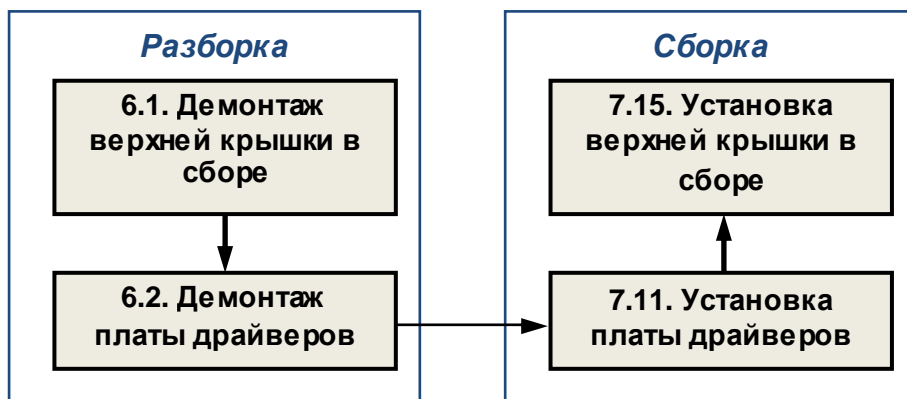 Разборка
6.1. Демонтаж
верхней крышки в
сборе
6.2. Демонтаж
платы драйверов
Сборка
7.15. Установка
верхней крышки в
сборе
7.11. Установка
платы драйверов